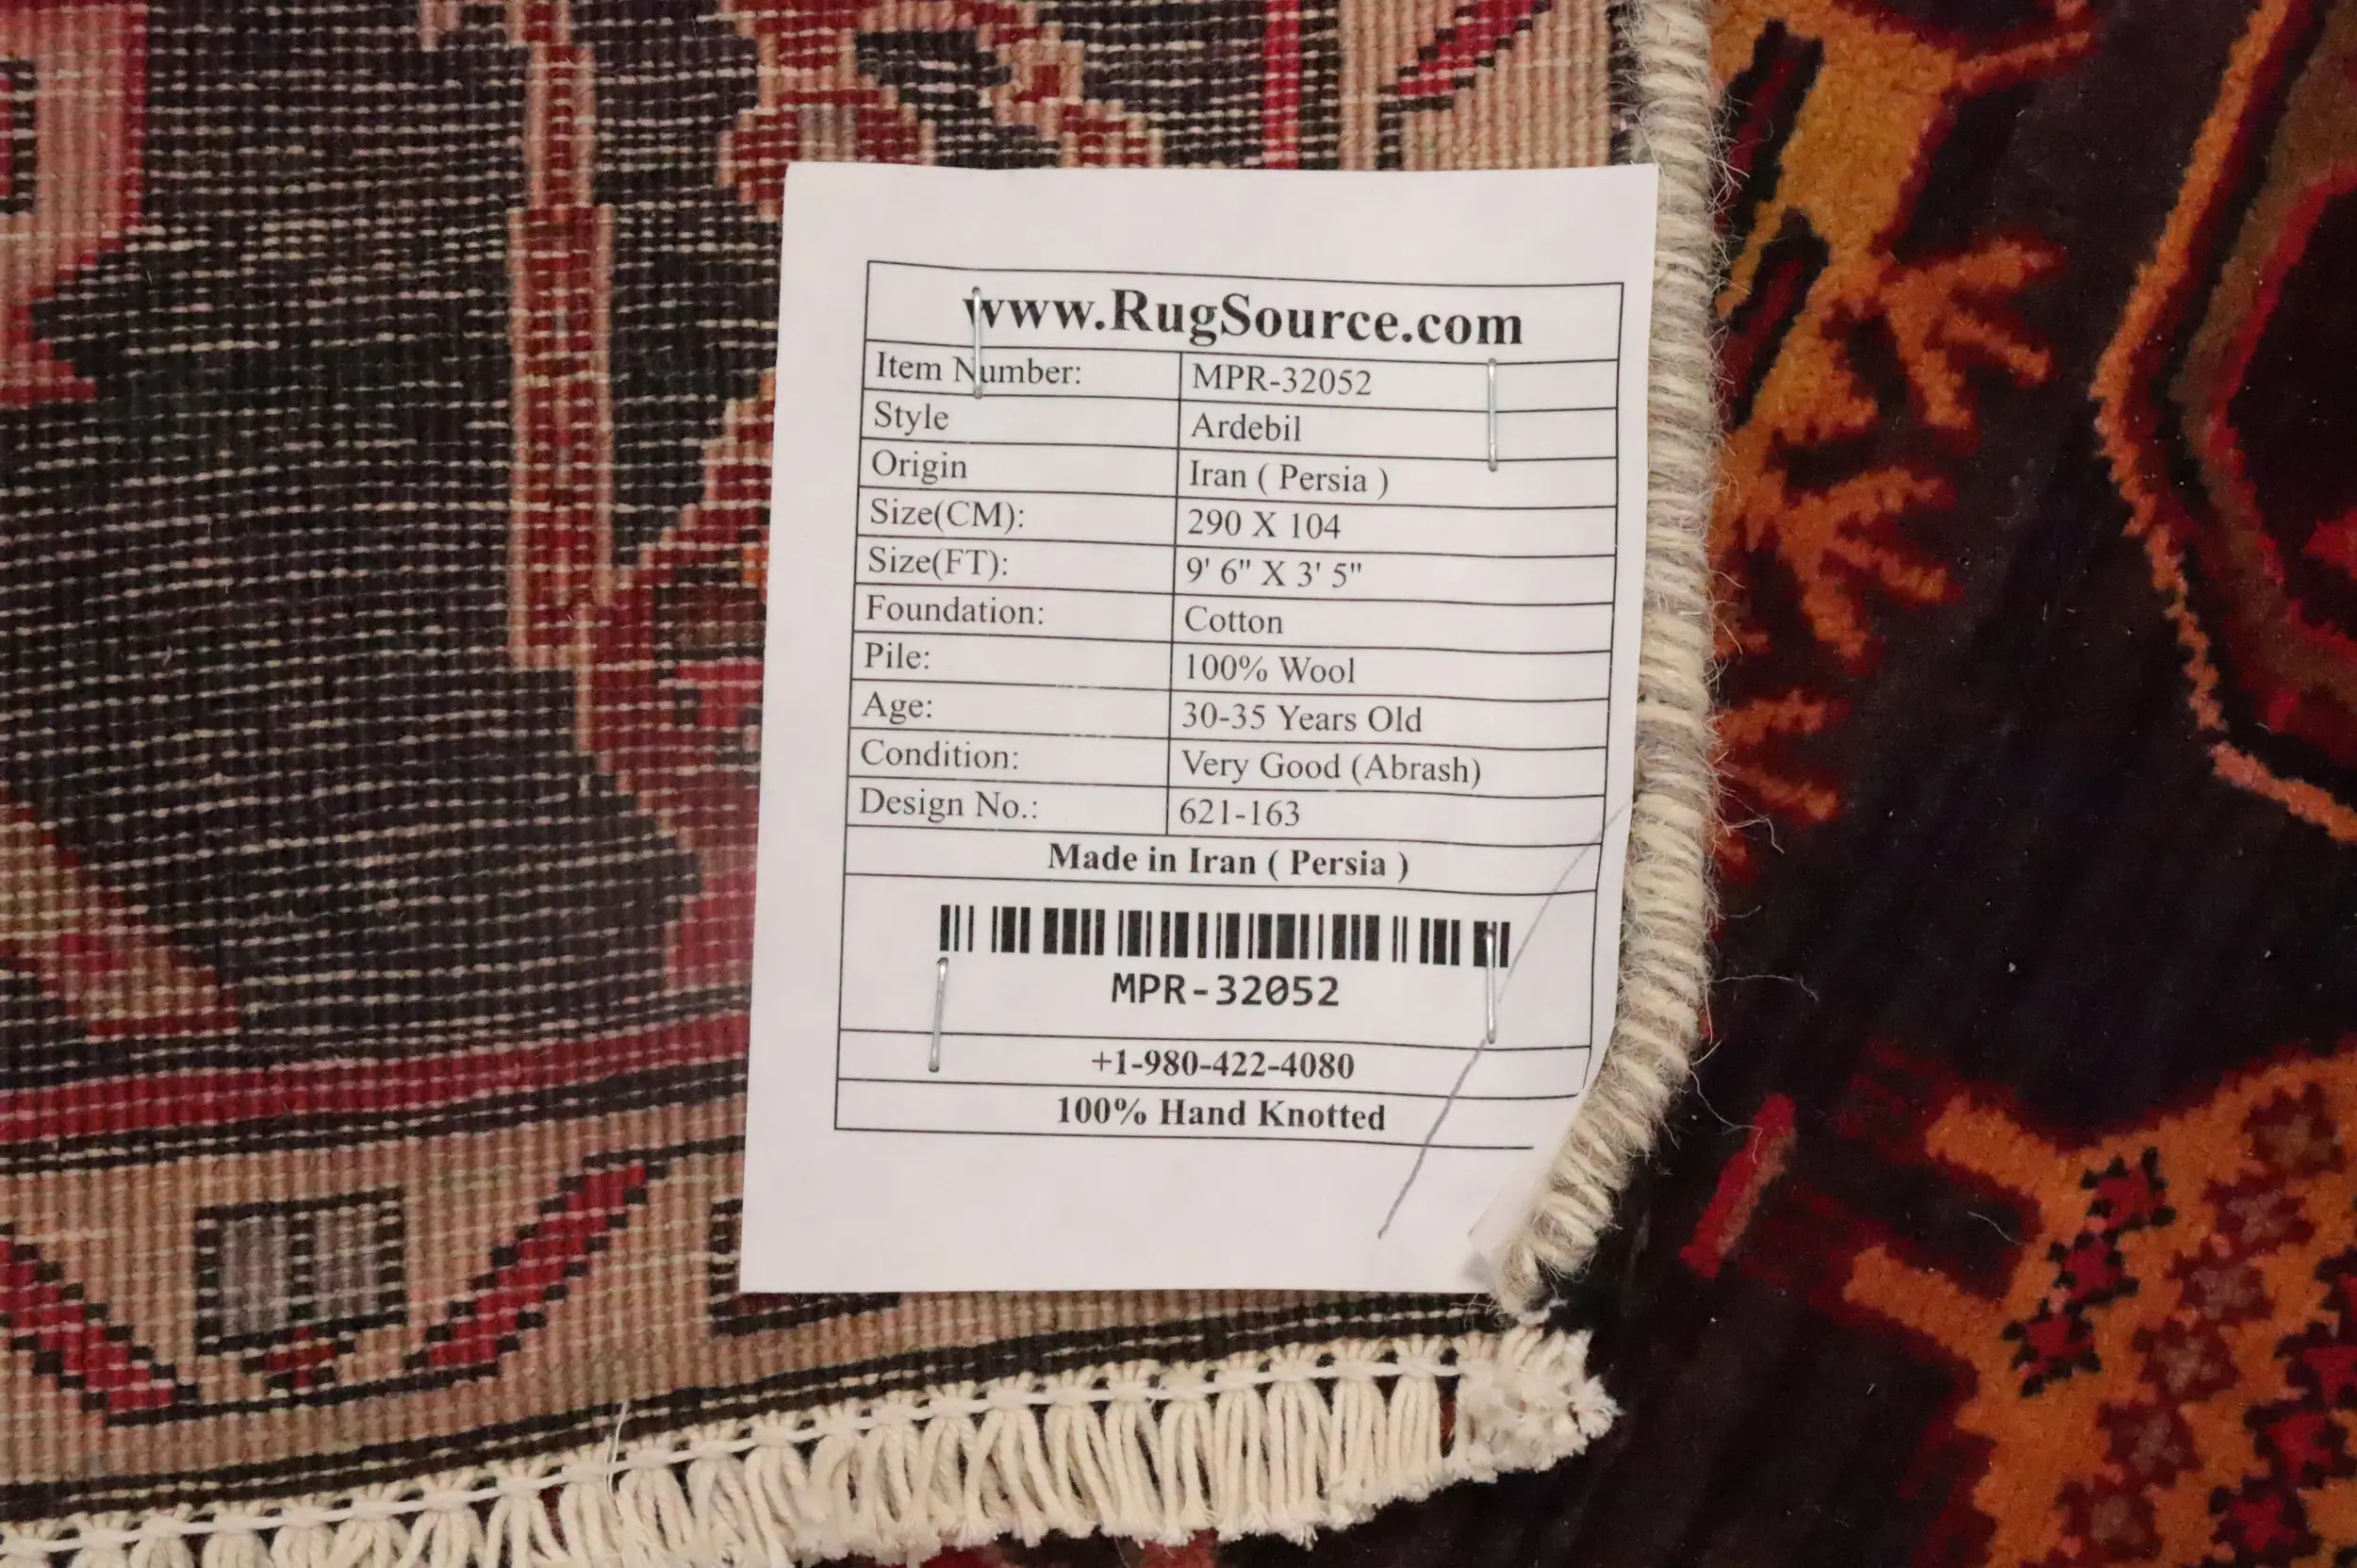 www.RugSource.com
Item Number: MPR-32052
Style Ardebil
Origin Iran ( Persia )
Size(CM): 290 X 104
Size(FT): 9' 6" X 3' 5"
Foundation: Cotton
Pile: 100% Wool
Age: 30-35 Years Old
Condition: Very Good (Abrash)
Design No.: 621-163
Made in Iran ( Persia )
MPR-32052
+1-980-422-4080
100% Hand Knotted